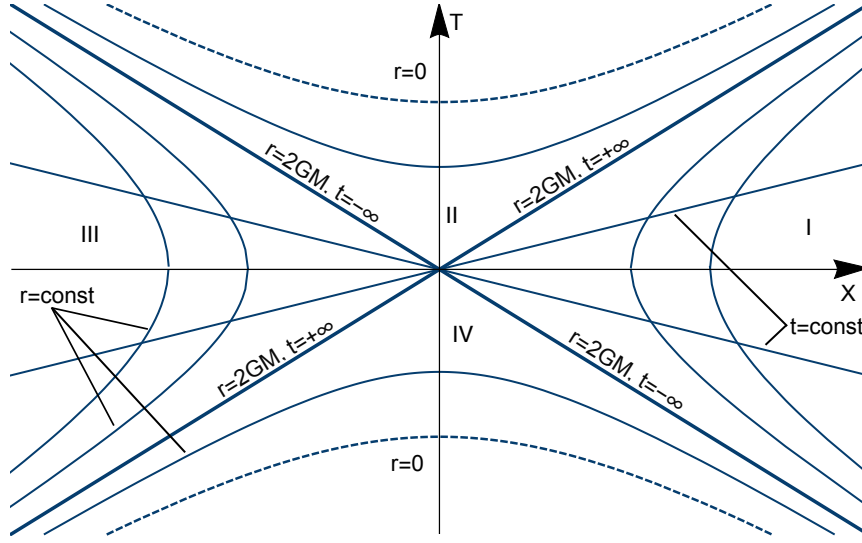 T
r=0
r=2GM. t=-∞
r=2GM. t=+∞
II
III
I
r=const
X
IV
t=const
r=2GM. t=+∞
r=2GM. t=-∞
r=0